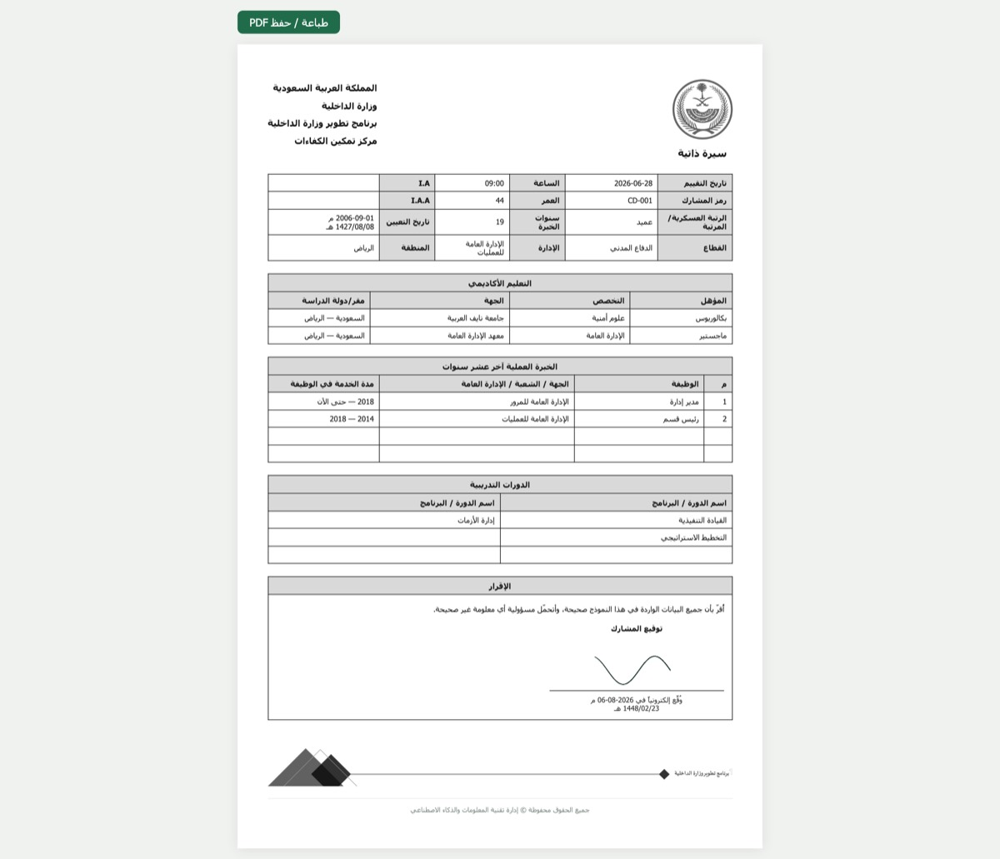 طباعة / حفظ PDF
المملكة العربية السعودية
وزارة الداخلية
برنامج تطوير وزارة الداخلية
مركز تمكين الكفاءات
سيرة ذاتية
تاريخ التقييم 2026-06-28 الساعة 09:00 I.A
رمز المشارك CD-001 العمر 44 I.A.A
الرتبة العسكرية/ المرتبة عميد سنوات الخبرة 19 تاريخ التعيين 2006-09-01 م 1427/08/08 هـ
القطاع الدفاع المدني الإدارة الإدارة العامة للعمليات المنطقة الرياض
التعليم الأكاديمي
المؤهل التخصص الجهة مقر/دولة الدراسة
بكالوريوس علوم أمنية جامعة نايف العربية السعودية — الرياض
ماجستير الإدارة العامة معهد الإدارة العامة السعودية — الرياض
الخبرة العملية آخر عشر سنوات
م الوظيفة الجهة / الشعبة / الإدارة العامة مدة الخدمة في الوظيفة
1 مدير إدارة الإدارة العامة للمرور 2018 — حتى الآن
2 رئيس قسم الإدارة العامة للعمليات 2014 — 2018
الدورات التدريبية
اسم الدورة / البرنامج اسم الدورة / البرنامج
القيادة التنفيذية إدارة الأزمات
التخطيط الاستراتيجي
الإقرار
أُقرّ بأن جميع البيانات الواردة في هذا النموذج صحيحة، وأتحمّل مسؤولية أي معلومة غير صحيحة.
توقيع المشارك
وُقّع إلكترونياً في 2026-08-06 م
1448/02/23 هـ
برنامج تطوير وزارة الداخلية
جميع الحقوق محفوظة © إدارة تقنية المعلومات والذكاء الاصطناعي